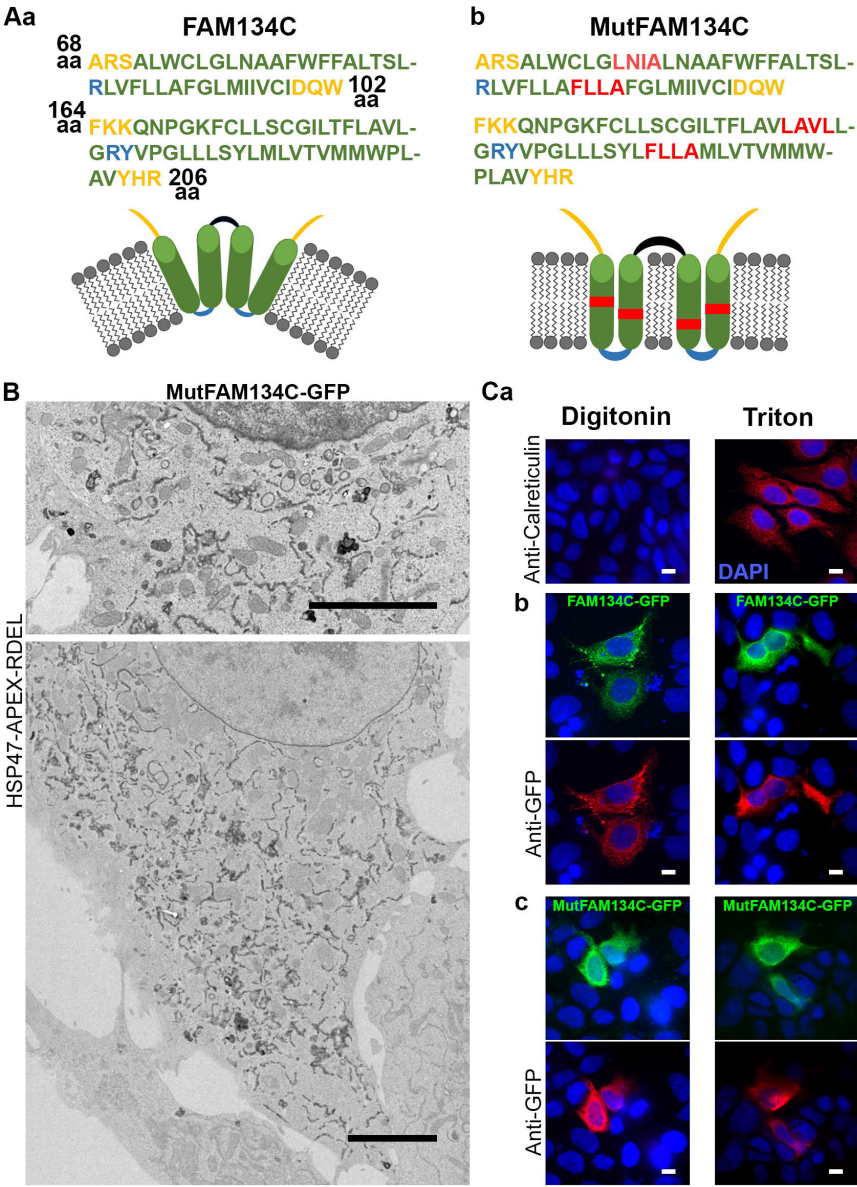 Aa
FAM134C
68
aa
ARSALWCLGLNAAFWFFALTSL-
RLVFLLAFGLMIIVCIDQW
102
aa
164
aa
FKKQNPGKFCLLSCGILTFLAVL-
GRYVPGLLLSYLMLVTVMMWPL-
AVYHR
206
aa
b
MutFAM134C
ARSALWCLGLNIALNAAFWFFALTSL-
RLVFLLAFLLAFGLMIIVCIDQW
FKKQNPGKFCLLSCGILTFLAVLAVLL-
GRYVPGLLLSYLFLLAMLVTVMMW-
PLAVYHR
B
MutFAM134C-GFP
HSP47-APEX-RDEL
Ca
Digitonin
Triton
Anti-Calreticulin
DAPI
b
FAM134C-GFP
FAM134C-GFP
Anti-GFP
c
MutFAM134C-GFP
MutFAM134C-GFP
Anti-GFP